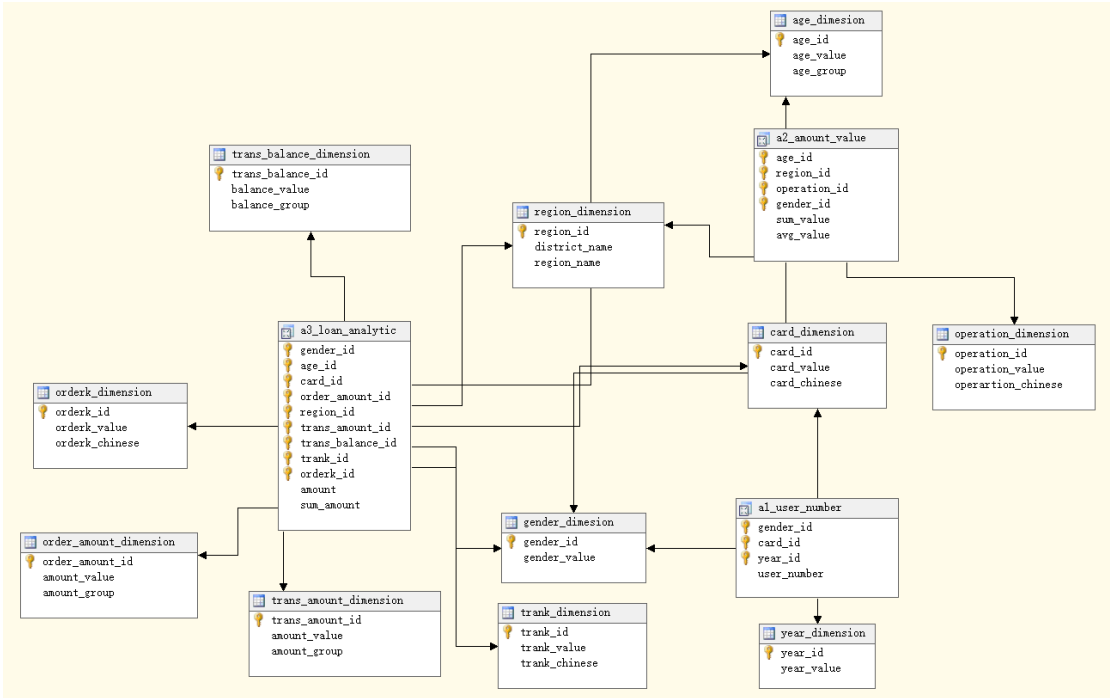 age_dimesion
age_id
age_value
age_group
a2_amount_value
age_id
region_id
operation_id
gender_id
sum_value
avg_value
trans_balance_dimension
trans_balance_id
balance_value
balance_group
region_dimension
region_id
district_name
region_name
a3_loan_analytic
gender_id
age_id
card_id
order_amount_id
region_id
trans_amount_id
trans_balance_id
trank_id
orderk_id
amount
sum_amount
card_dimension
card_id
card_value
card_chinese
operation_dimension
operation_id
operation_value
operartion_chinese
orderk_dimension
orderk_id
orderk_value
orderk_chinese
a1_user_number
gender_id
card_id
year_id
user_number
gender_dimesion
gender_id
gender_value
order_amount_dimension
order_amount_id
amount_value
amount_group
trans_amount_dimension
trans_amount_id
amount_value
amount_group
trank_dimension
trank_id
trank_value
trank_chinese
year_dimension
year_id
year_value